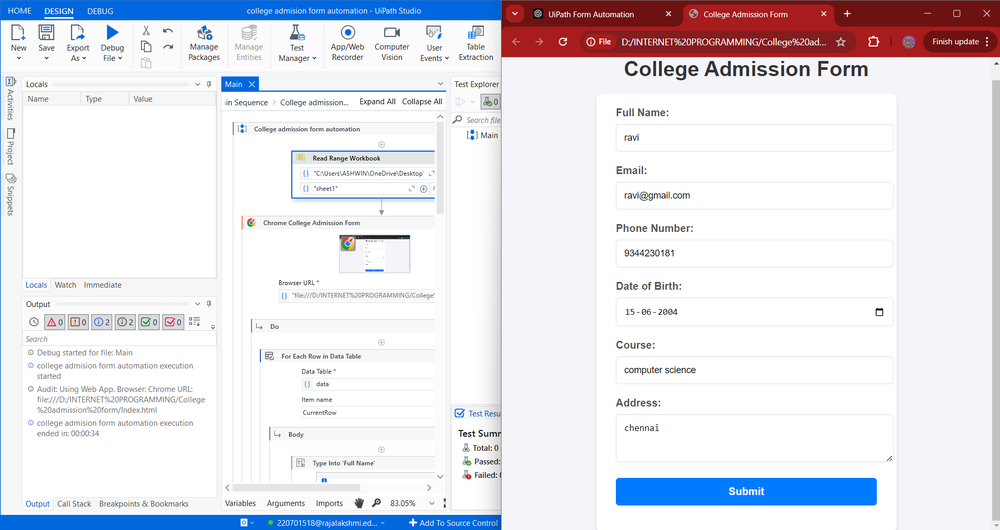 HOME DESIGN DEBUG
college admision form automation - UiPath Studio
New
Save
Export
As
Debug
File
Manage
Packages
Manage
Entities
Test
Manager
App/Web
Recorder
Computer
Vision
User
Events
Table
Extraction
Activities
Project
Snippets
Locals
Name Type Value
Locals Watch Immediate
Output
0 0 2 2 0 0
Search
Debug started for file: Main
college admision form automation execution
started
Audit: Using Web App. Browser: Chrome URL:
file:///D:/INTERNET%20PROGRAMMING/College
%20admission%20form/Index.html
college admision form automation execution
ended in: 00:00:34
Output Call Stack Breakpoints & Bookmarks
Main
in Sequence > College admission... Expand All Collapse All
College admission form automation
Read Range Workbook
"C:\Users\ASHWIN\OneDrive\Desktop\
"sheet1"
Chrome College Admission Form
Browser URL *
"file:///D:/INTERNET%20PROGRAMMING/College%
Do
For Each Row in Data Table
Data Table *
data
Item name
CurrentRow
Body
Type Into 'Full Name'
Variables Arguments Imports 83.05%
Test Explorer
0
Search file
Main
Test Resu
Test Summ
Total: 0
Passed:
Failed:
220701518@rajalakshmi.ed... Add To Source Control
UiPath Form Automation
College Admission Form
File D:/INTERNET%20PROGRAMMING/College%20ad...
Finish update
College Admission Form
Full Name:
ravi
Email:
ravi@gmail.com
Phone Number:
9344230181
Date of Birth:
15-06-2004
Course:
computer science
Address:
chennai
Submit